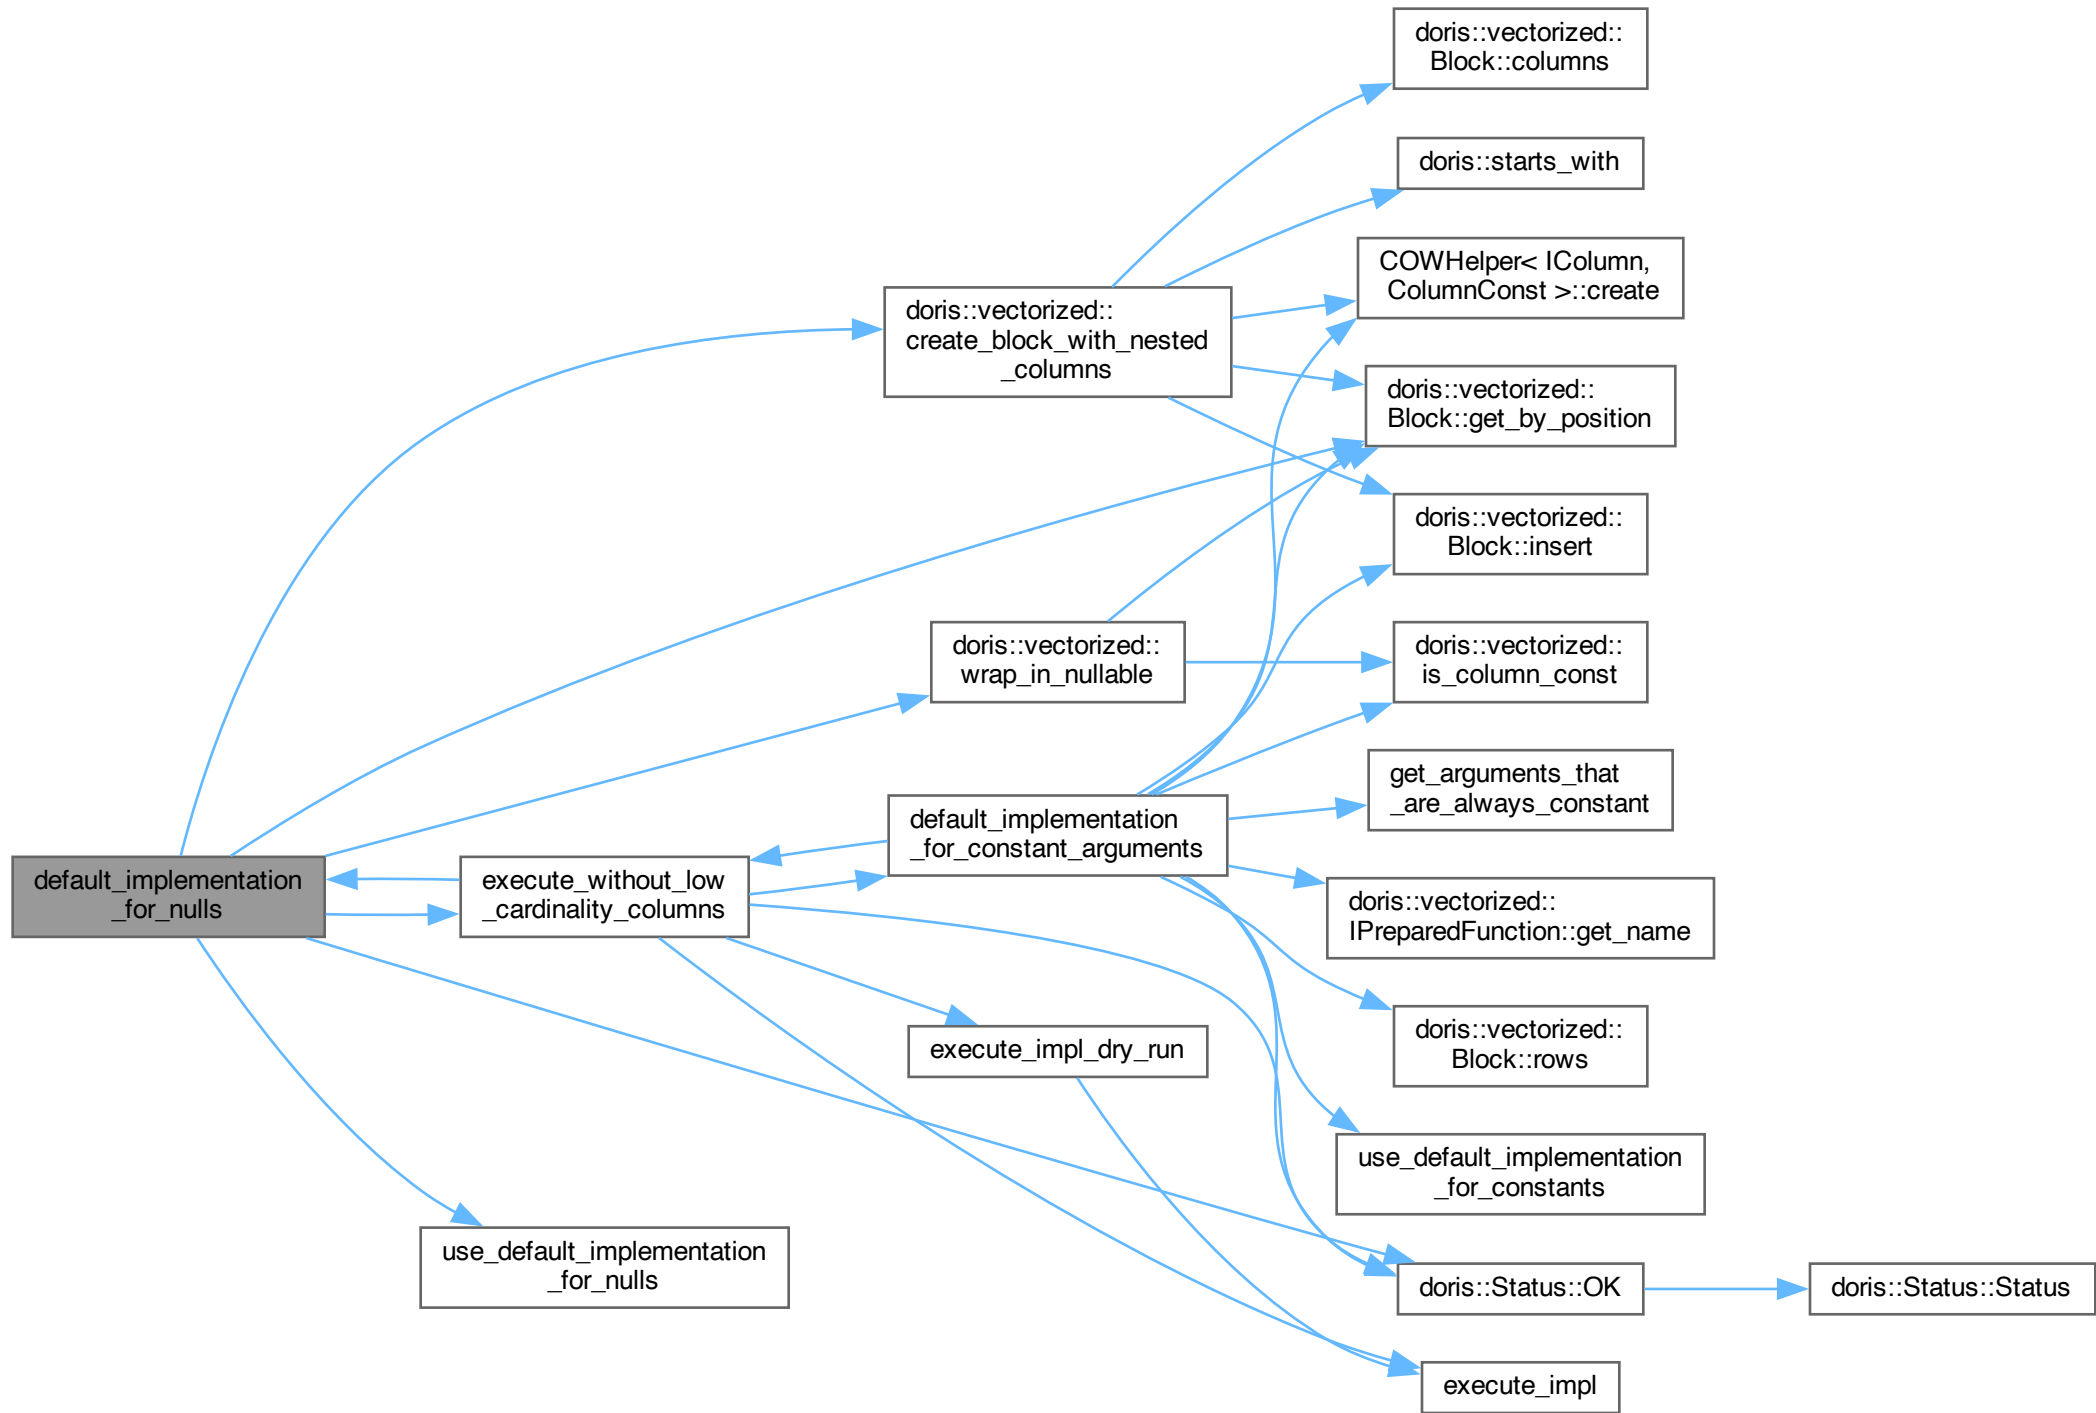 doris::vectorized::
Block::columns
doris::starts_with
COWHelper< IColumn,
ColumnConst >::create
doris::vectorized::
create_block_with_nested
_columns
doris::vectorized::
Block::get_by_position
doris::vectorized::
Block::insert
doris::vectorized::
wrap_in_nullable
doris::vectorized::
is_column_const
get_arguments_that
_are_always_constant
default_implementation
_for_constant_arguments
default_implementation
_for_nulls
execute_without_low
_cardinality_columns
doris::vectorized::
IPreparedFunction::get_name
execute_impl_dry_run
doris::vectorized::
Block::rows
use_default_implementation
_for_constants
use_default_implementation
_for_nulls
doris::Status::OK
doris::Status::Status
execute_impl